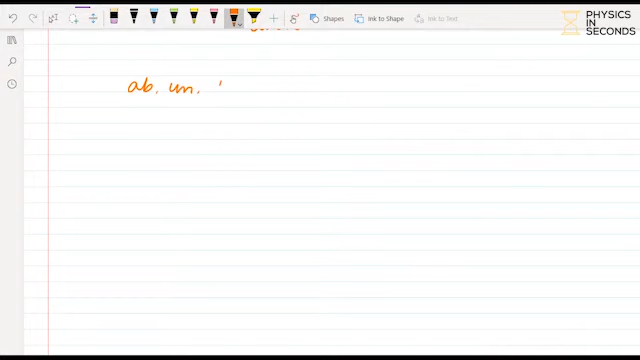 Shapes Ink to Shape Ink to Text
PHYSICS
IN
SECONDS
ab. um.